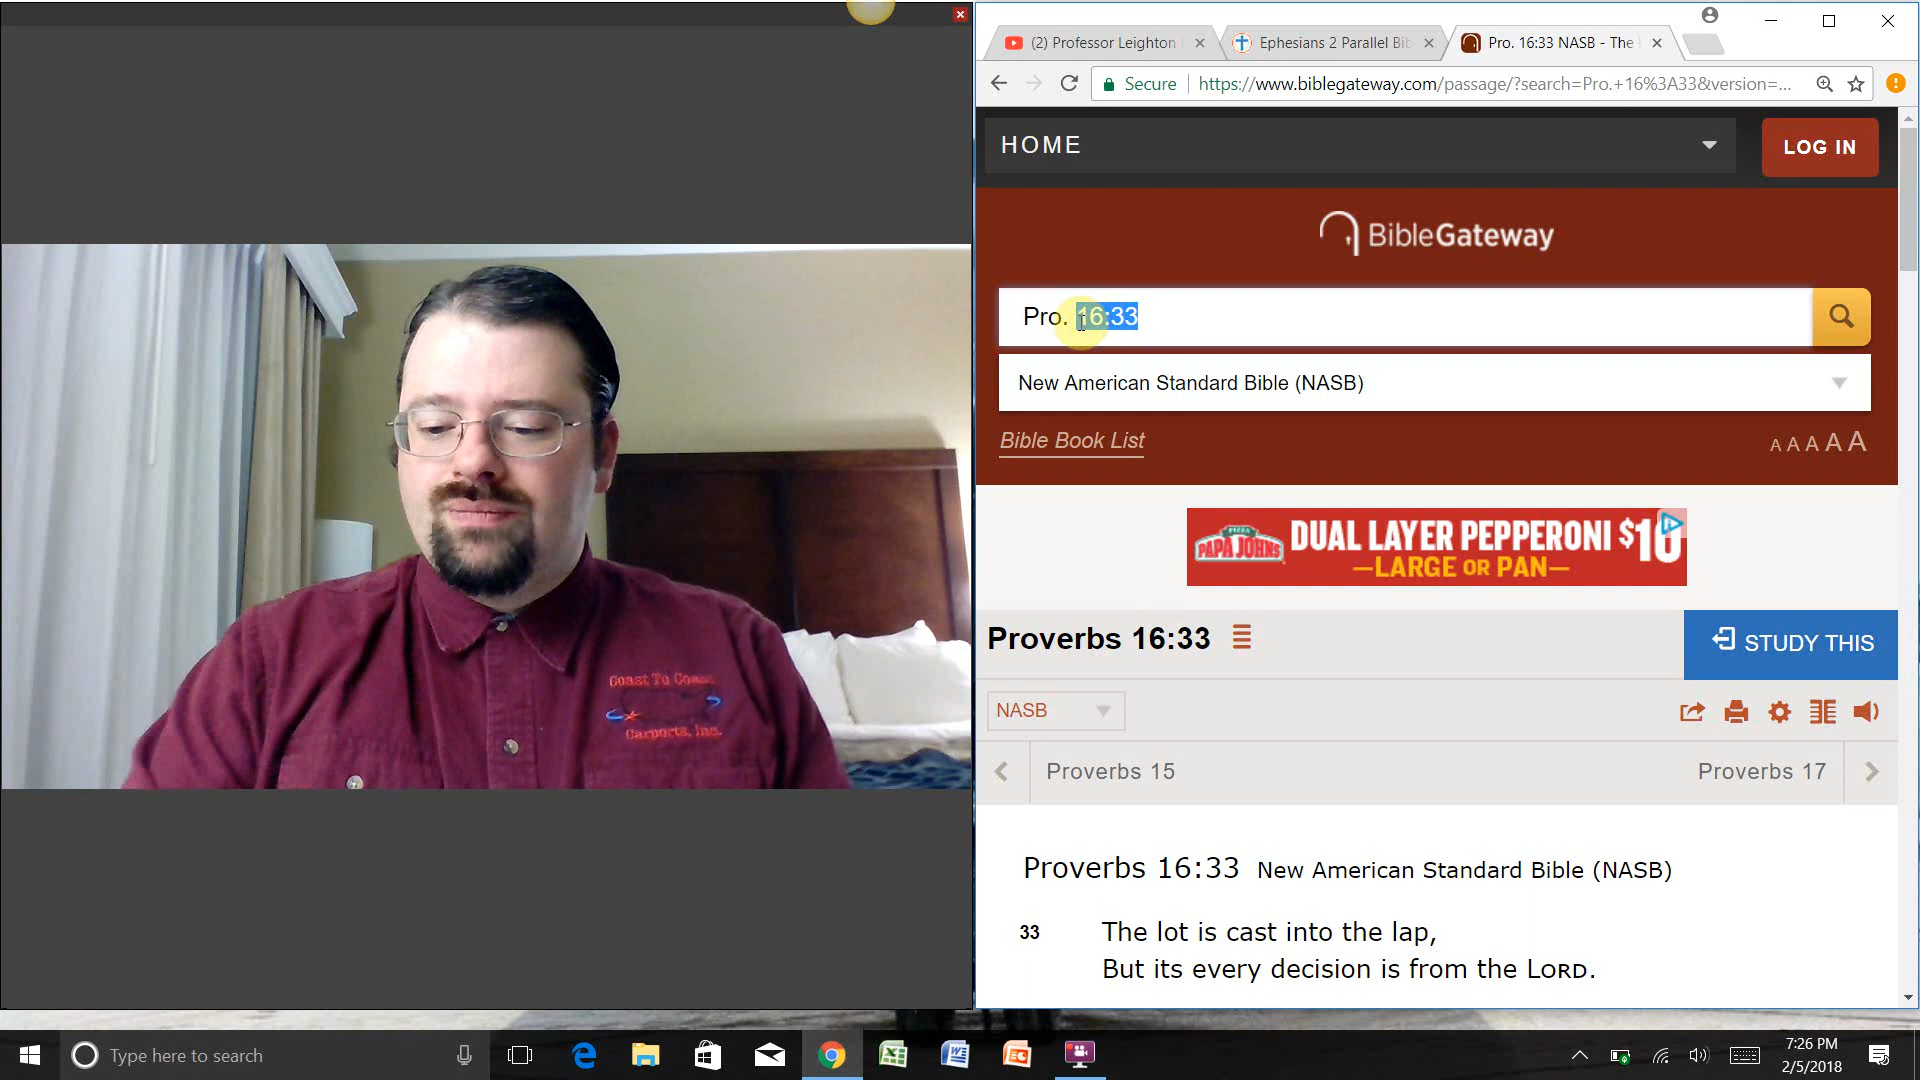 Coast To Coast
Carports, Inc.
(2) Professor Leighton
Ephesians 2 Parallel Bib
Pro. 16:33 NASB - The
Secure
https://www.biblegateway.com/passage/?search=Pro.+16%3A33&version=...
HOME
LOG IN
BibleGateway
Pro. 16:33
New American Standard Bible (NASB)
Bible Book List
A A A A A
PAPA JOHNS
DUAL LAYER PEPPERONI $10
—LARGE OR PAN—
Proverbs 16:33
STUDY THIS
NASB
Proverbs 15
Proverbs 17
Proverbs 16:33 New American Standard Bible (NASB)
33 The lot is cast into the lap,
But its every decision is from the LORD.
Type here to search
7:26 PM
2/5/2018